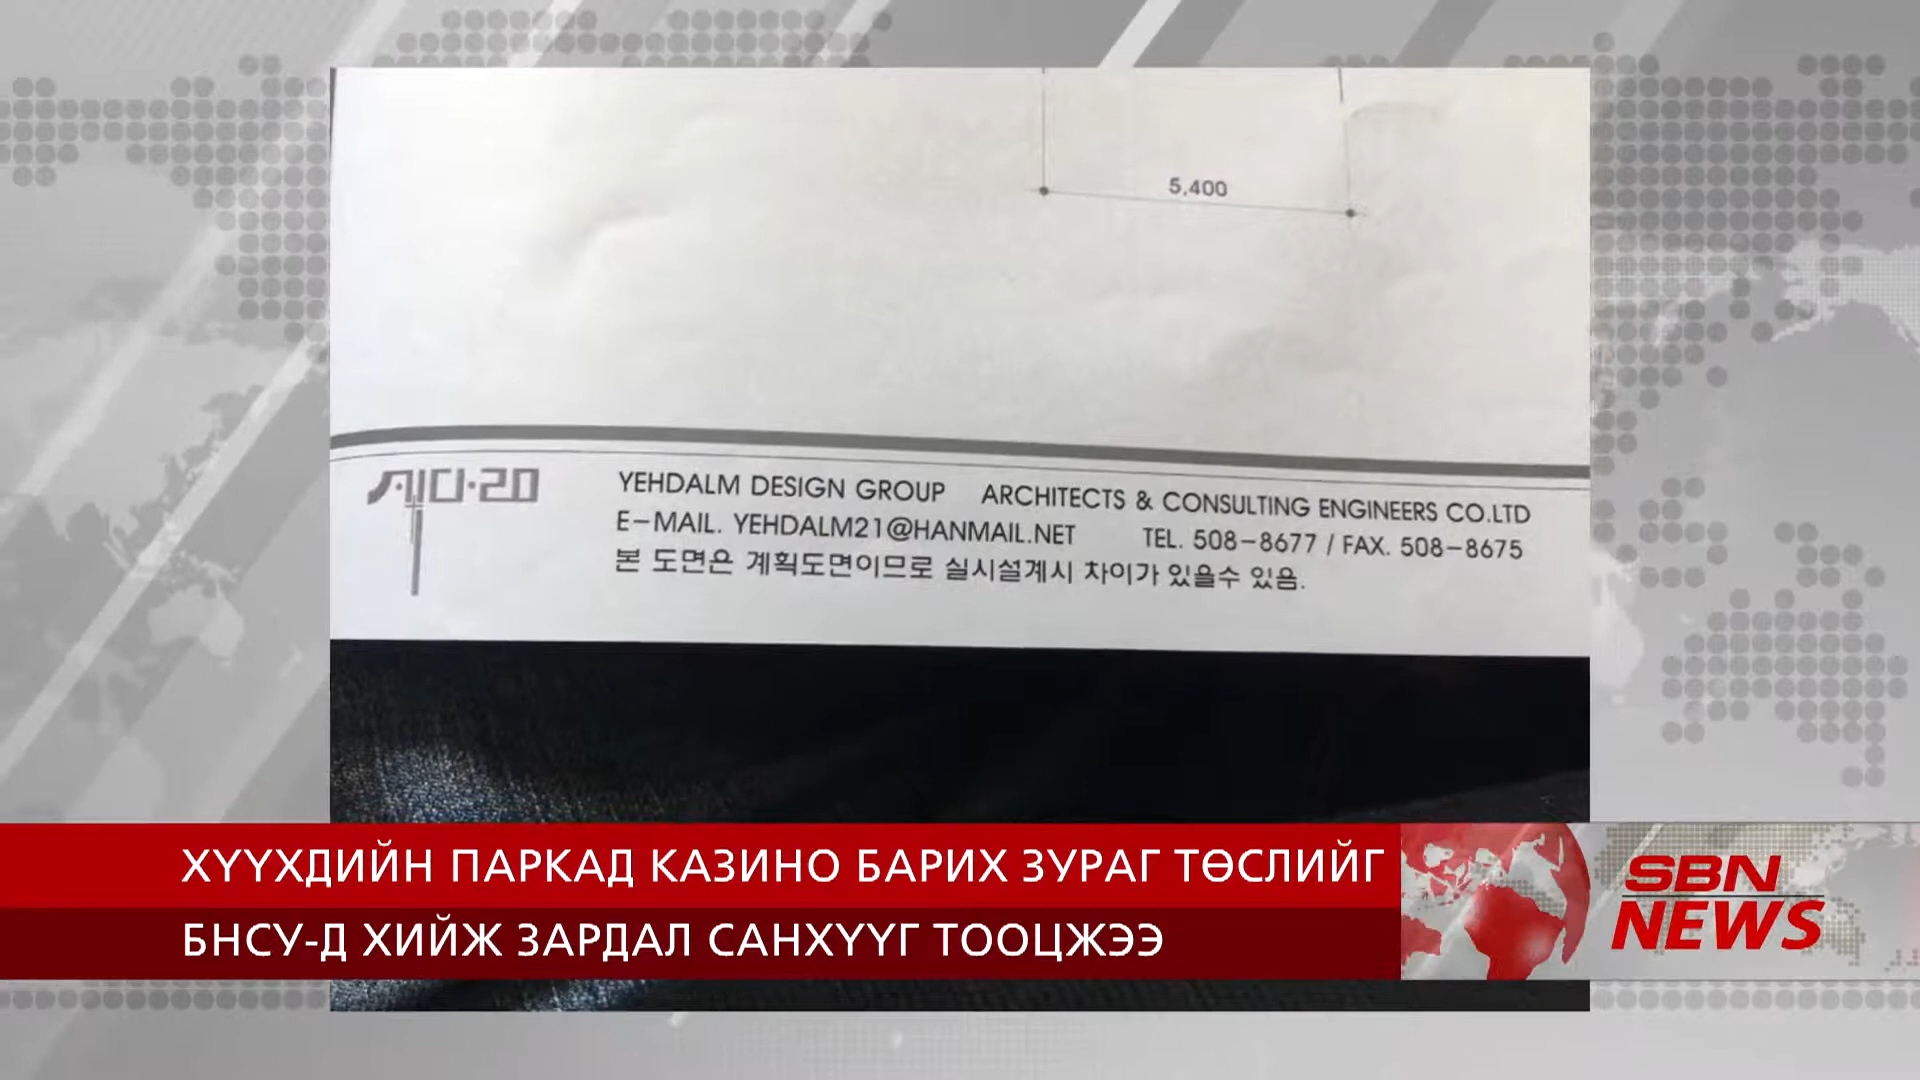 5,400
YEHDALM DESIGN GROUP ARCHITECTS & CONSULTING ENGINEERS CO.LTD
E-MAIL. YEHDALM21@HANMAIL.NET TEL. 508-8677 / FAX. 508-8675
본 도면은 계획도면이므로 실시설계시 차이가 있을수 있음.
ХҮҮХДИЙН ПАРКАД КАЗИНО БАРИХ ЗУРАГ ТӨСЛИЙГ
БНСУ-Д ХИЙЖ ЗАРДАЛ САНХҮҮГ ТООЦЖЭЭ
SBN
NEWS